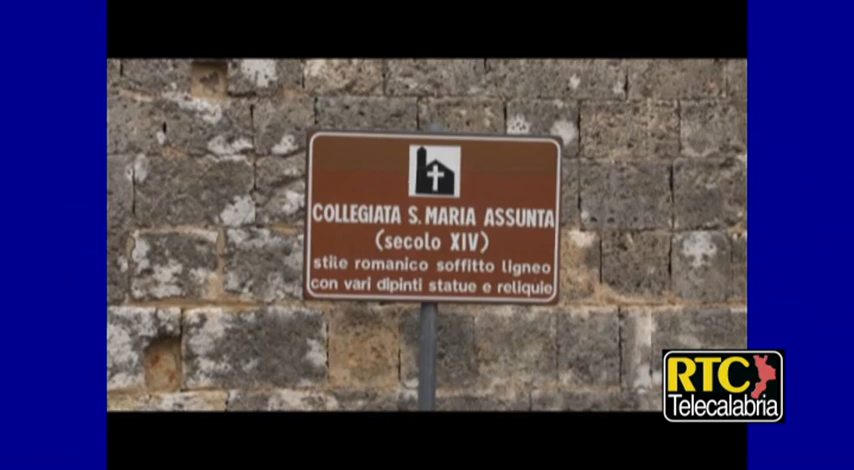 COLLEGIATA S. MARIA ASSUNTA
(secolo XIV)
stile romanico soffitto ligneo
con vari dipinti statue e reliquie
RTC
Telecalabria